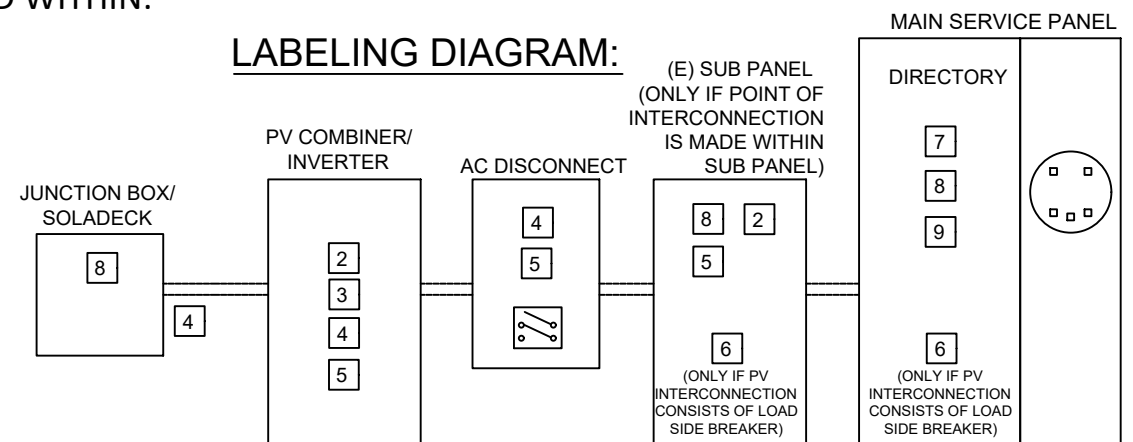 D WITHIN.
LABELING DIAGRAM:
JUNCTION BOX/
SOLADECK
8
4
PV COMBINER/
INVERTER
2
3
4
5
AC DISCONNECT
4
5
(E) SUB PANEL
(ONLY IF POINT OF
INTERCONNECTION
IS MADE WITHIN
SUB PANEL)
8 2
5
6
(ONLY IF PV
INTERCONNECTION
CONSISTS OF LOAD
SIDE BREAKER)
MAIN SERVICE PANEL
DIRECTORY
7
8
9
6
(ONLY IF PV
INTERCONNECTION
CONSISTS OF LOAD
SIDE BREAKER)